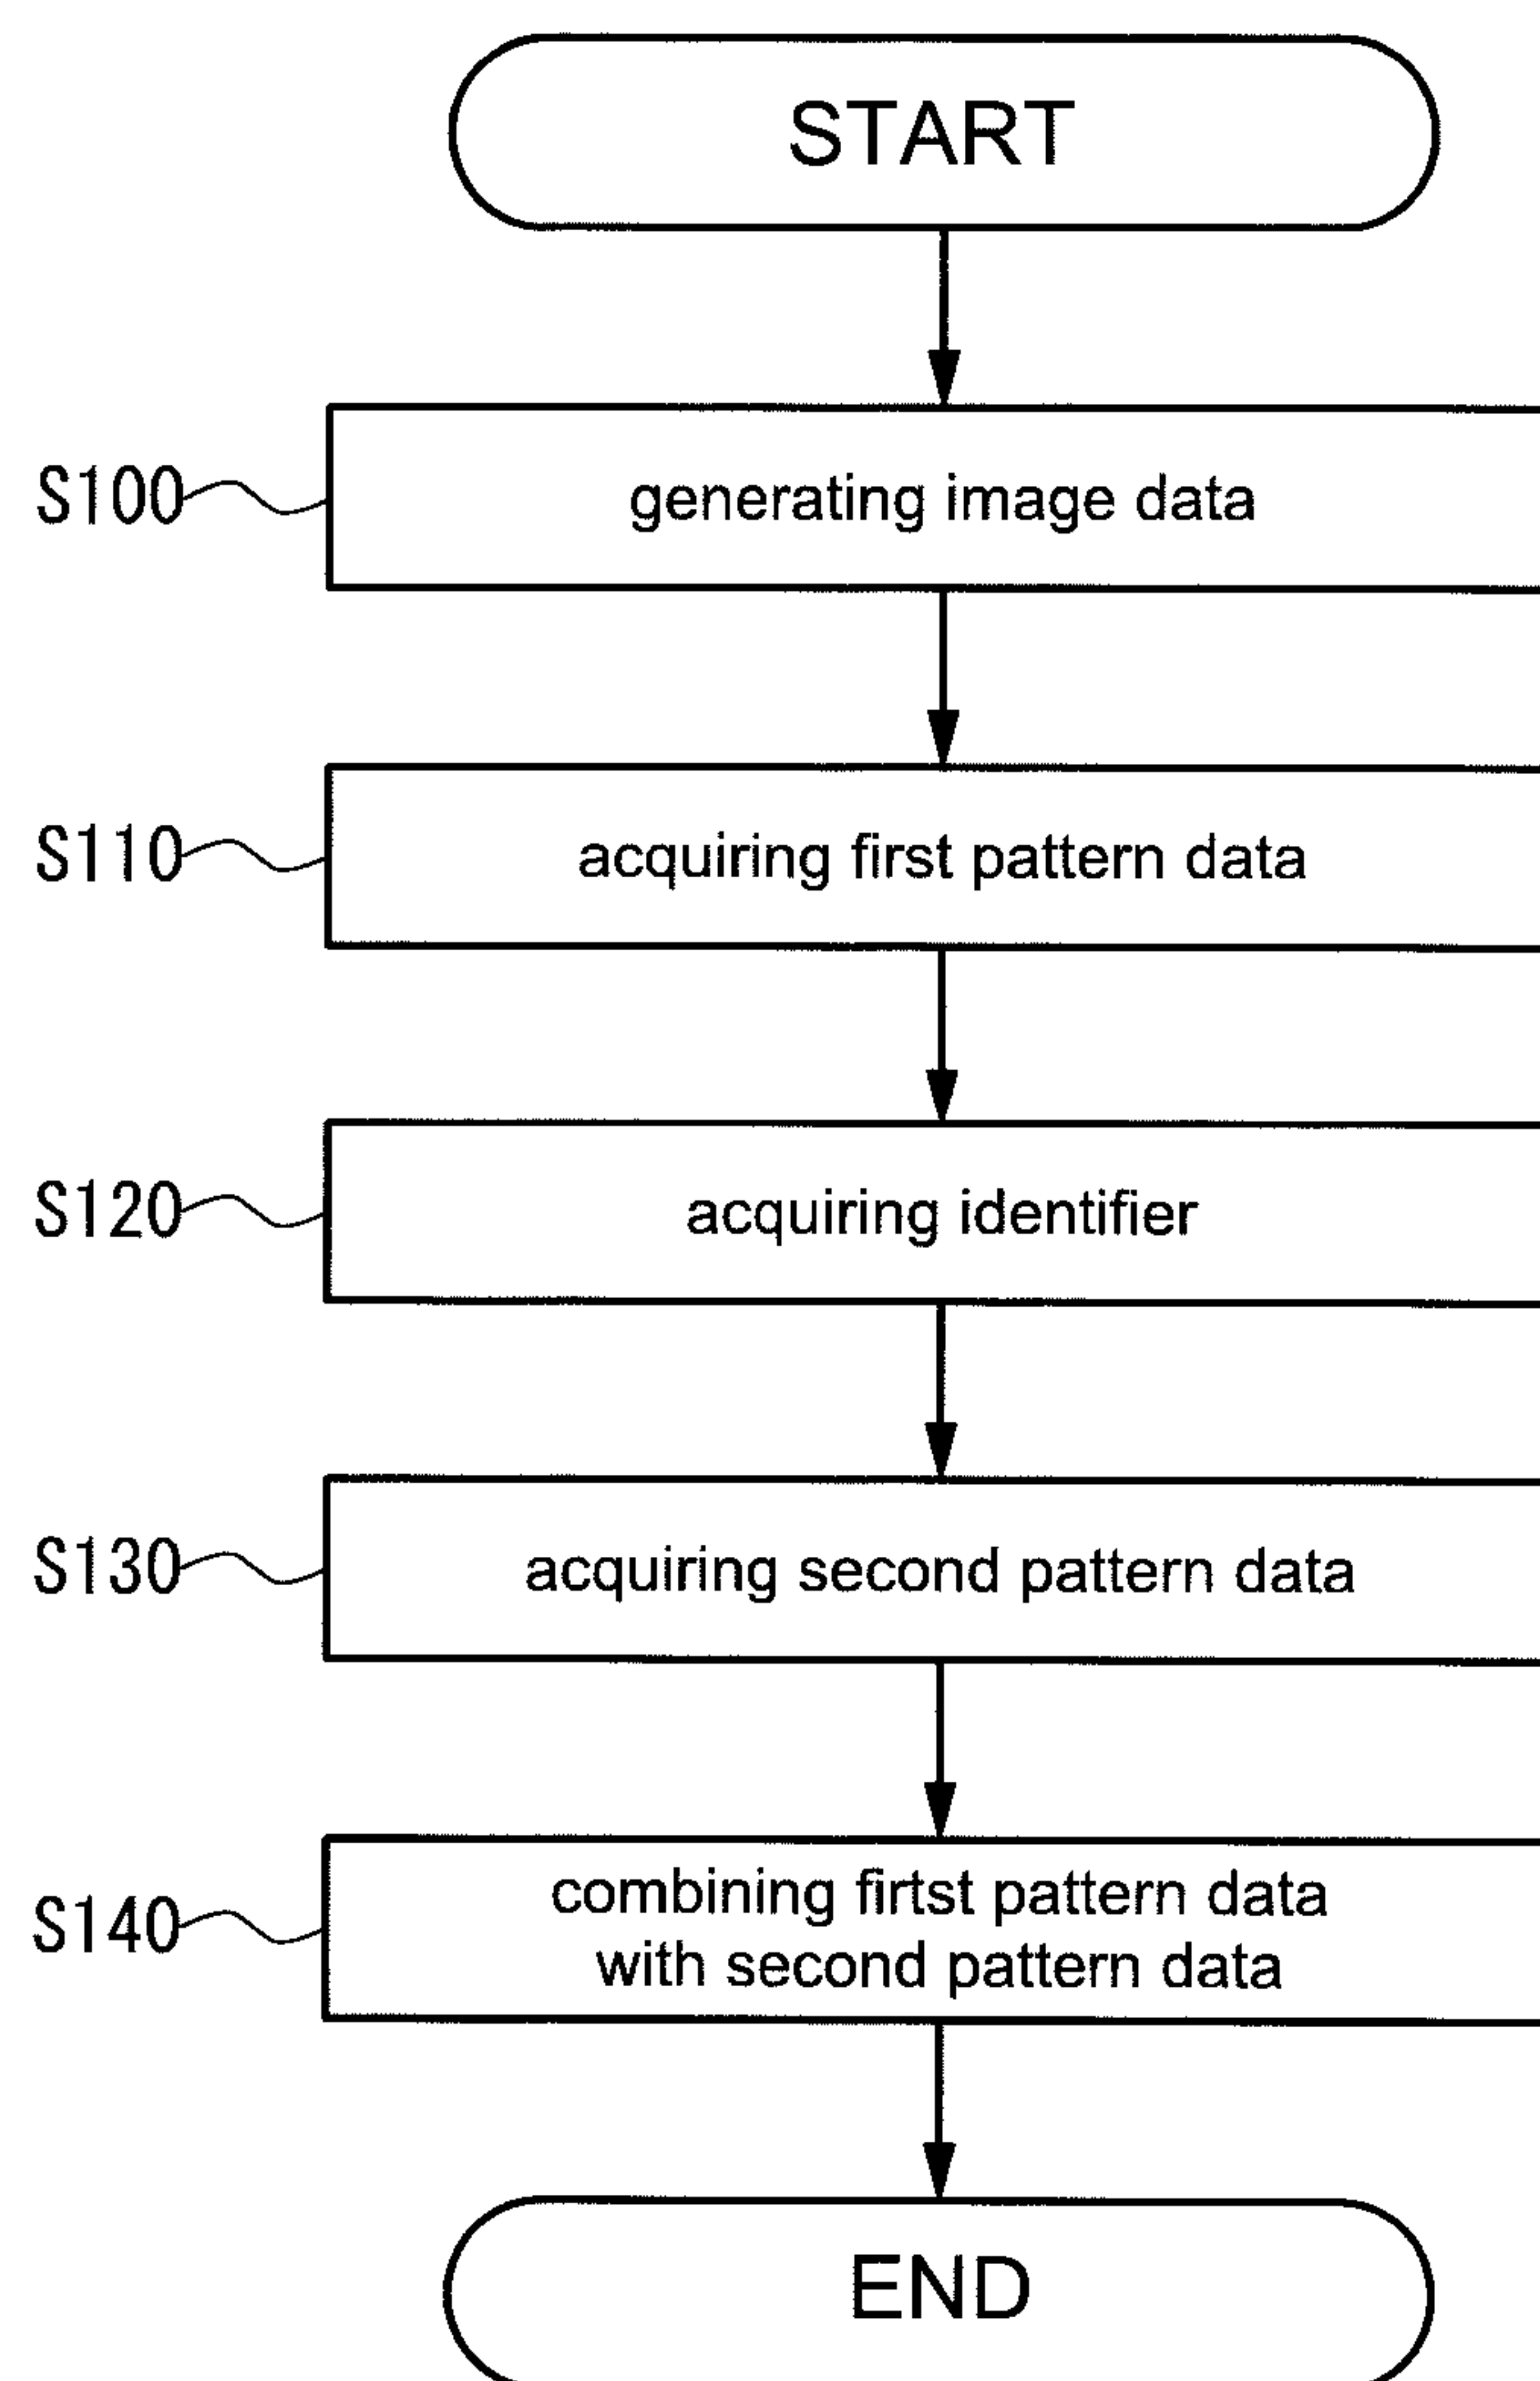 START
S100
generating image data
S110
acquiring first pattern data
S120
acquiring identifier
S130
acquiring second pattern data
S140
combining firtst pattern data
with second pattern data
END